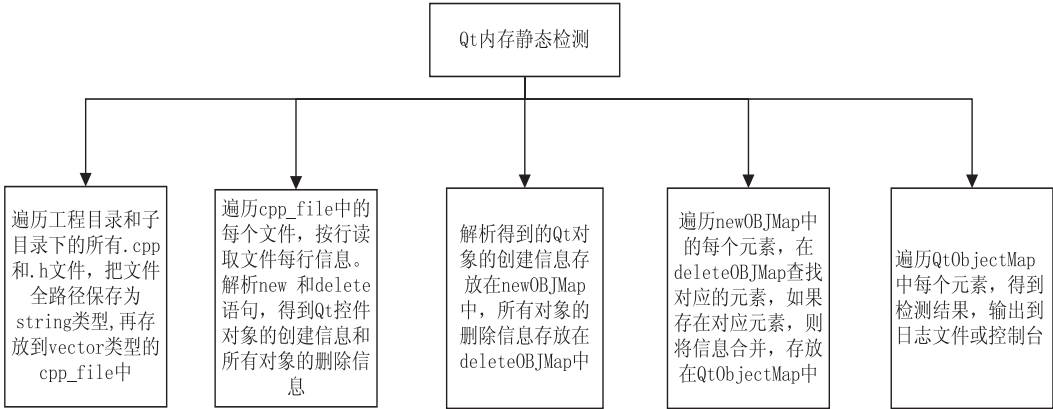 Qt内存静态检测
遍历工程目录和子
目录下的所有.cpp
和.h文件，把文件
全路径保存为
string类型,再存
放到vector类型的
cpp_file中
遍历cpp_file中的
每个文件，按行读
取文件每行信息。
解析new 和delete
语句，得到Qt控件
对象的创建信息和
所有对象的删除信
息
解析得到的Qt对
象的创建信息存
放在newOBJMap
中，所有对象的
删除信息存放在
deleteOBJMap中
遍历newOBJMap中
的每个元素，在
deleteOBJMap查找
对应的元素，如果
存在对应元素，则
将信息合并，存放
在QtObjectMap中
遍历QtObjectMap
中每个元素，得到
检测结果，输出到
日志文件或控制台